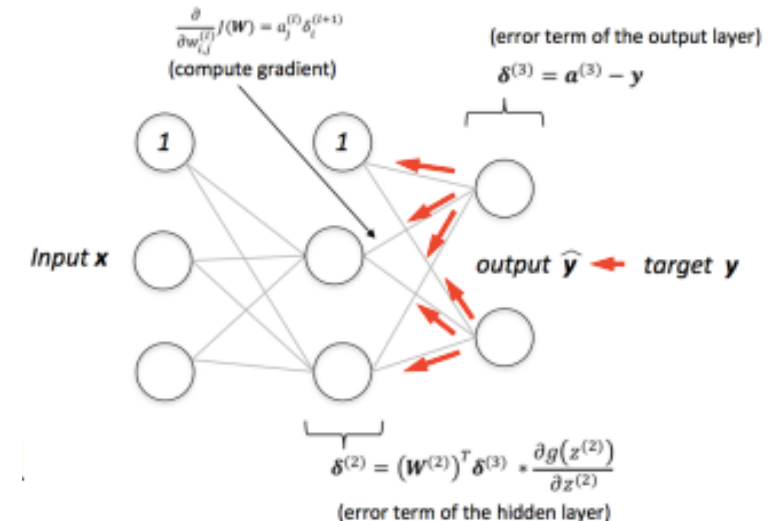 ∂/∂w_{i,j}^{(l)} J(W) = a_j^{(l)} δ_i^{(l+1)}
(compute gradient)
(error term of the output layer)
δ^{(3)} = a^{(3)} − y
1
1
Input x
output ŷ
target y
δ^{(2)} = (W^{(2)})^T δ^{(3)} * ∂g(z^{(2)})/∂z^{(2)}
(error term of the hidden layer)